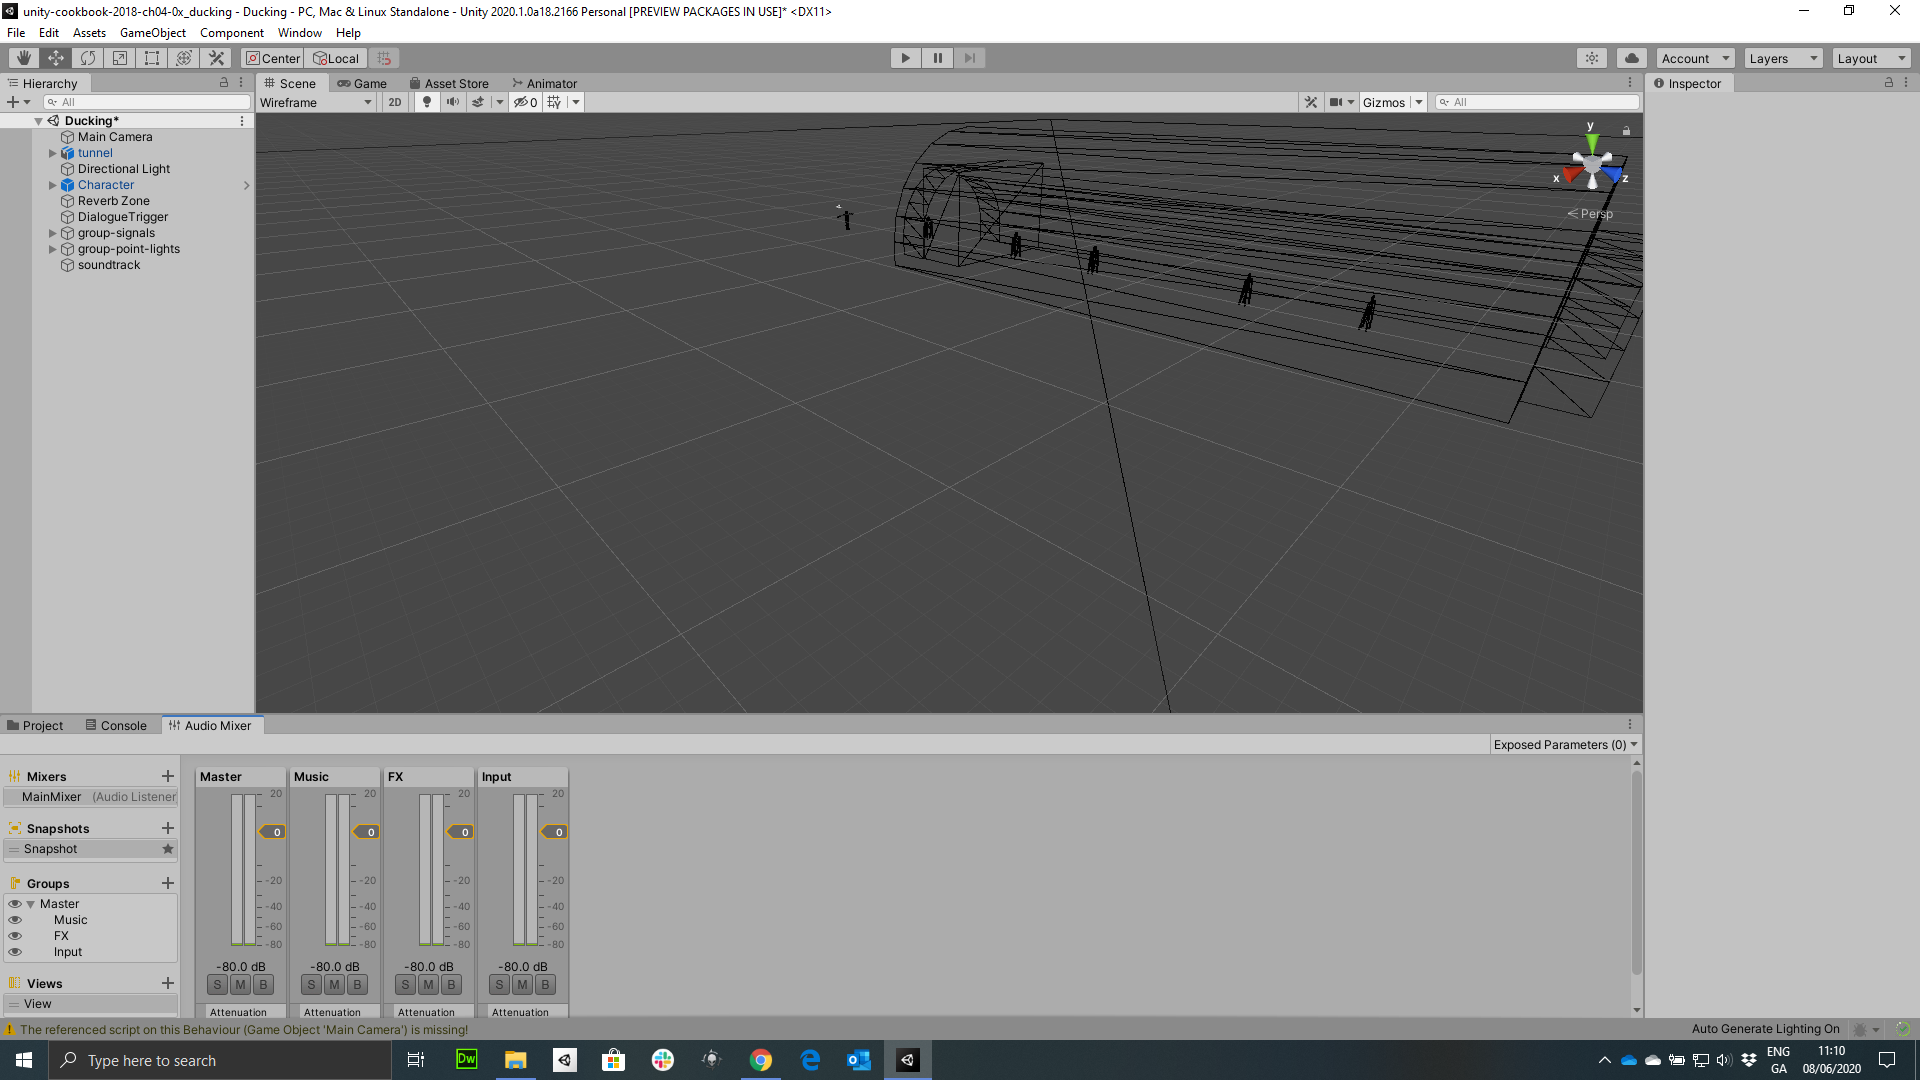 unity-cookbook-2018-ch04-0x_ducking - Ducking - PC, Mac & Linux Standalone - Unity 2020.1.0a18.2166 Personal [PREVIEW PACKAGES IN USE]* <DX11>
File Edit Assets GameObject Component Window Help
Center Local Account Layers Layout
Hierarchy
Scene Game Asset Store Animator
Inspector
All
Wireframe 2D 0 Gizmos All
Ducking*
Main Camera
tunnel
Directional Light
Character
Reverb Zone
DialogueTrigger
group-signals
group-point-lights
soundtrack
y
x z
Persp
Project Console Audio Mixer
Exposed Parameters (0)
Mixers
MainMixer (Audio Listener
Snapshots
Snapshot
Groups
Master
Music
FX
Input
Views
View
Master Music FX Input
20 20 20 20
0 0 0 0
-20 -20 -20 -20
-40 -40 -40 -40
-60 -60 -60 -60
-80 -80 -80 -80
-80.0 dB -80.0 dB -80.0 dB -80.0 dB
S M B S M B S M B S M B
Attenuation Attenuation Attenuation Attenuation
The referenced script on this Behaviour (Game Object 'Main Camera') is missing!
Auto Generate Lighting On
Type here to search
Dw
ENG
GA
11:10
08/06/2020